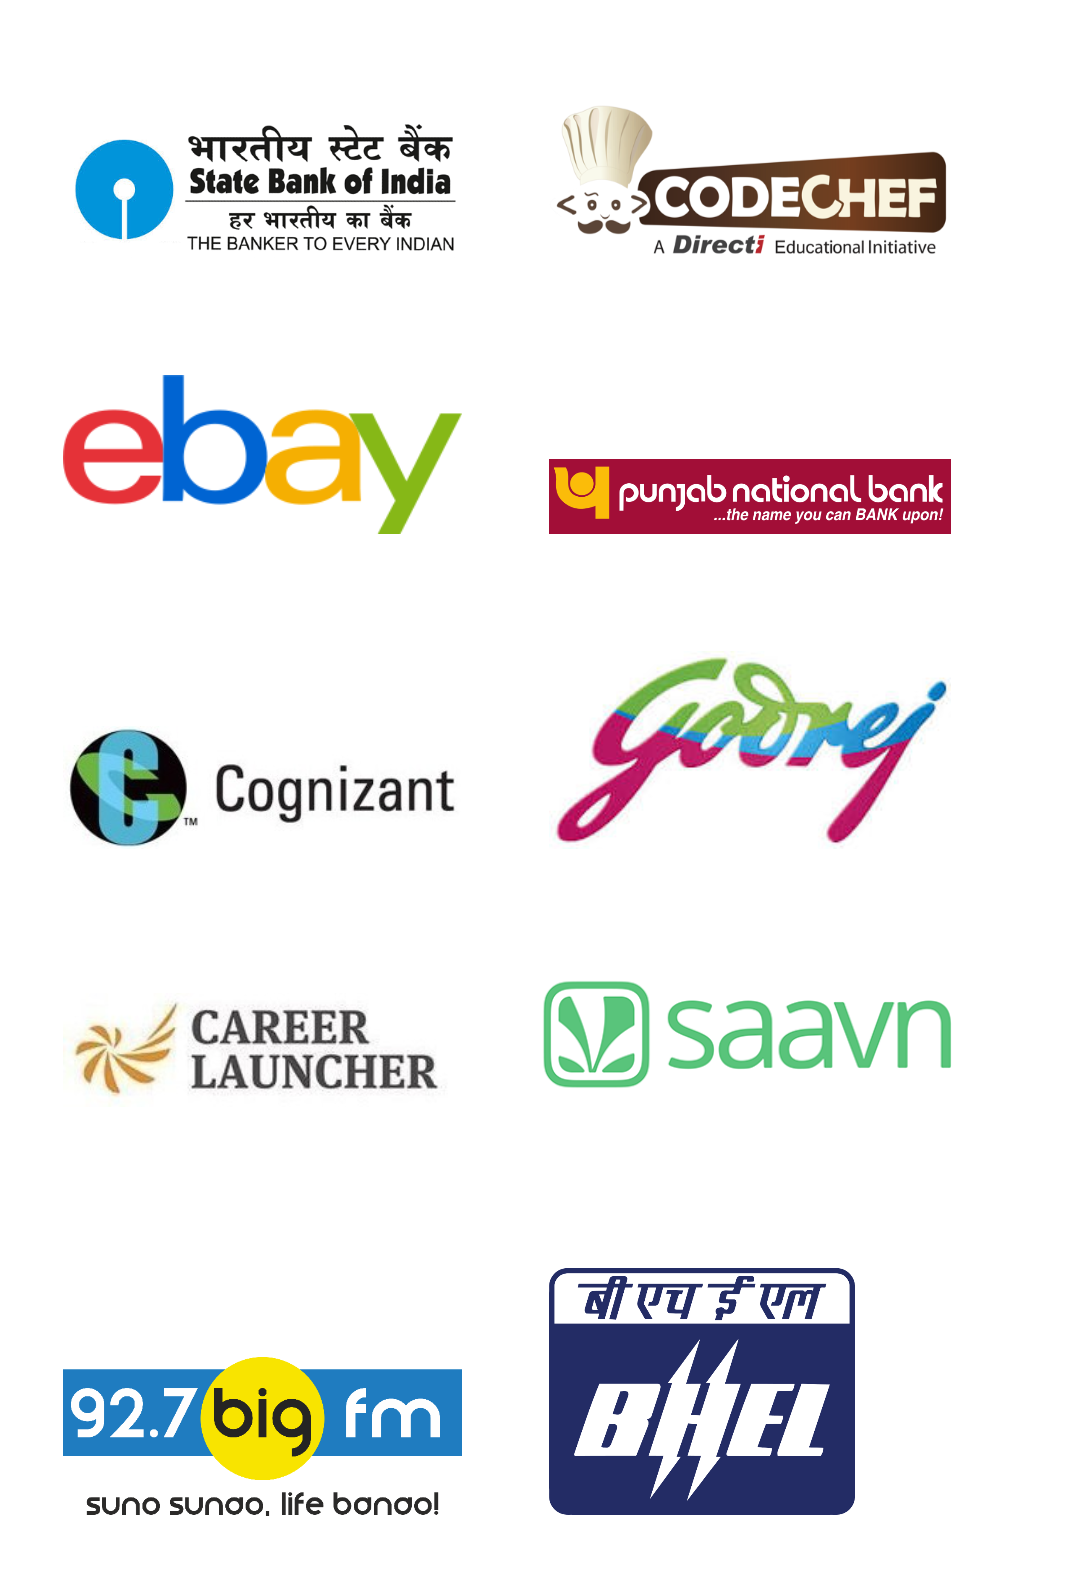 भारतीय स्टेट बैंक
State Bank of India
हर भारतीय का बैंक
THE BANKER TO EVERY INDIAN
CODECHEF
A Directi Educational Initiative
ebay
punjab national bank
...the name you can BANK upon!
Cognizant
TM
Godrej
CAREER
LAUNCHER
saavn
92.7 big fm
suno sunao, life banao!
बी एच ई एल
BHEL